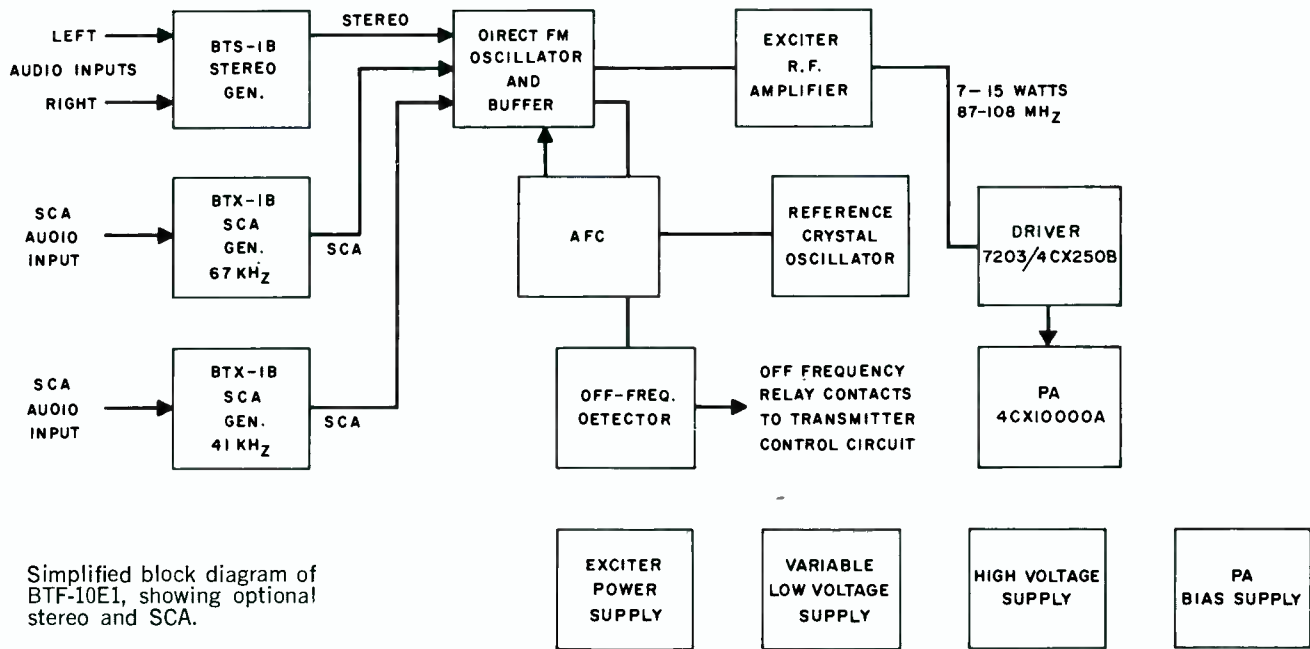 LEFT
AUDIO INPUTS
RIGHT
BTS-1B
STEREO
GEN.
STEREO
DIRECT FM
OSCILLATOR
AND
BUFFER
EXCITER
R.F.
AMPLIFIER
7-15 WATTS
87-108 MHZ
SCA
AUDIO
INPUT
BTX-1B
SCA
GEN.
67 KHZ
SCA
AFC
REFERENCE
CRYSTAL
OSCILLATOR
DRIVER
7203/4CX250B
SCA
AUDIO
INPUT
BTX-1B
SCA
GEN.
41 KHZ
SCA
OFF-FREQ.
DETECTOR
OFF FREQUENCY
RELAY CONTACTS
TO TRANSMITTER
CONTROL CIRCUIT
PA
4CX10000A
Simplified block diagram of
BTF-10E1, showing optional
stereo and SCA.
EXCITER
POWER
SUPPLY
VARIABLE
LOW VOLTAGE
SUPPLY
HIGH VOLTAGE
SUPPLY
PA
BIAS SUPPLY